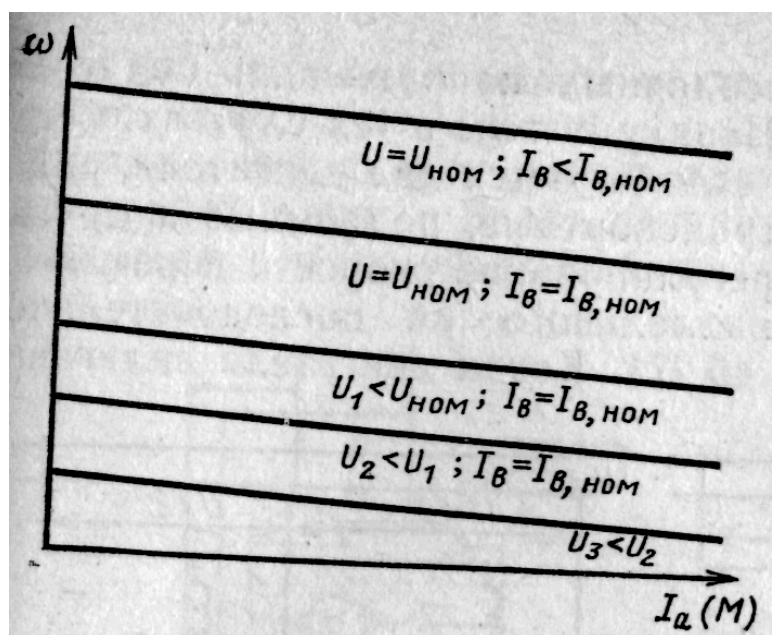 ω
U=Uном; Iв<Iв,ном
U=Uном; Iв=Iв,ном
U₁<Uном; Iв=Iв,ном
U₂<U₁; Iв=Iв,ном
U₃<U₂
Iа(М)